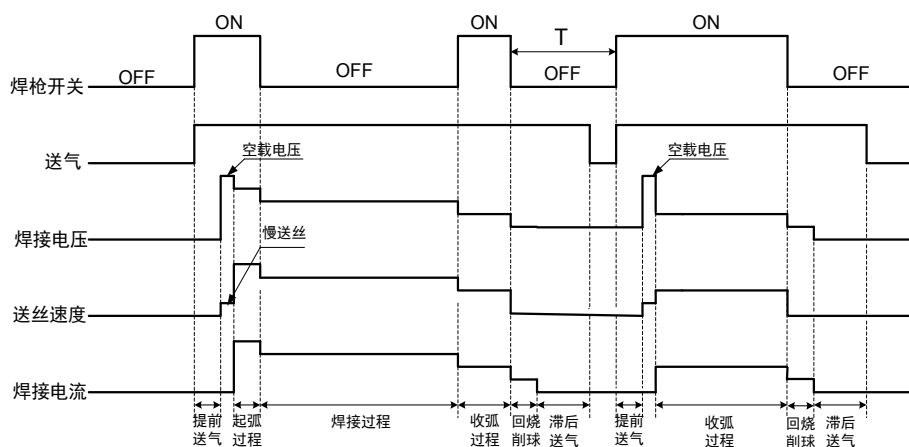 ON
ON
T
ON
焊枪开关
OFF
OFF
OFF
OFF
送气
空载电压
空载电压
焊接电压
慢送丝
送丝速度
焊接电流
提前
送气
起弧
过程
焊接过程
收弧
过程
回烧
削球
滞后
送气
提前
送气
收弧
过程
回烧
削球
滞后
送气